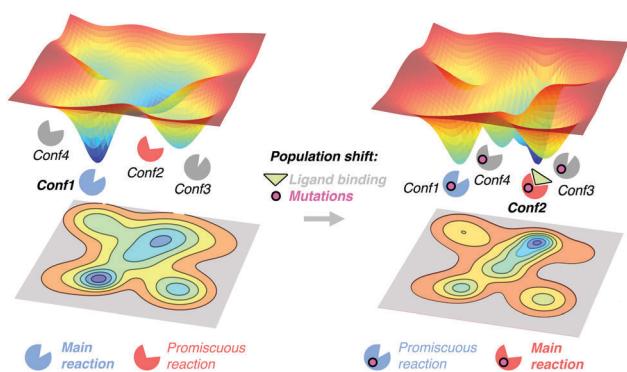 Conf4
Conf2
Conf1
Conf3
Population shift:
Ligand binding
Mutations
Conf1
Conf4
Conf3
Conf2
Main
reaction
Promiscuous
reaction
Promiscuous
reaction
Main
reaction